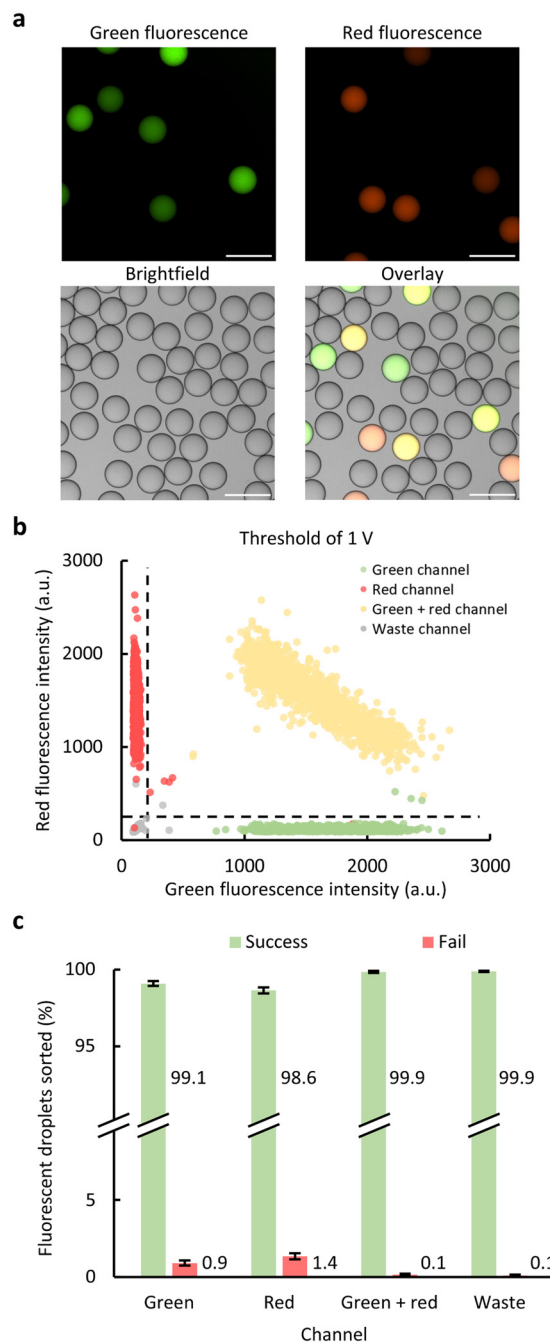 a
Green fluorescence
Red fluorescence
Brightfield
Overlay
b
Threshold of 1 V
3000
2000
1000
0
Red fluorescence intensity (a.u.)
Green channel
Red channel
Green + red channel
Waste channel
0
1000
2000
3000
Green fluorescence intensity (a.u.)
c
Success
Fail
100
95
5
0
Fluorescent droplets sorted (%)
99.1
98.6
99.9
99.9
0.9
1.4
0.1
0.1
Green
Red
Green + red
Waste
Channel